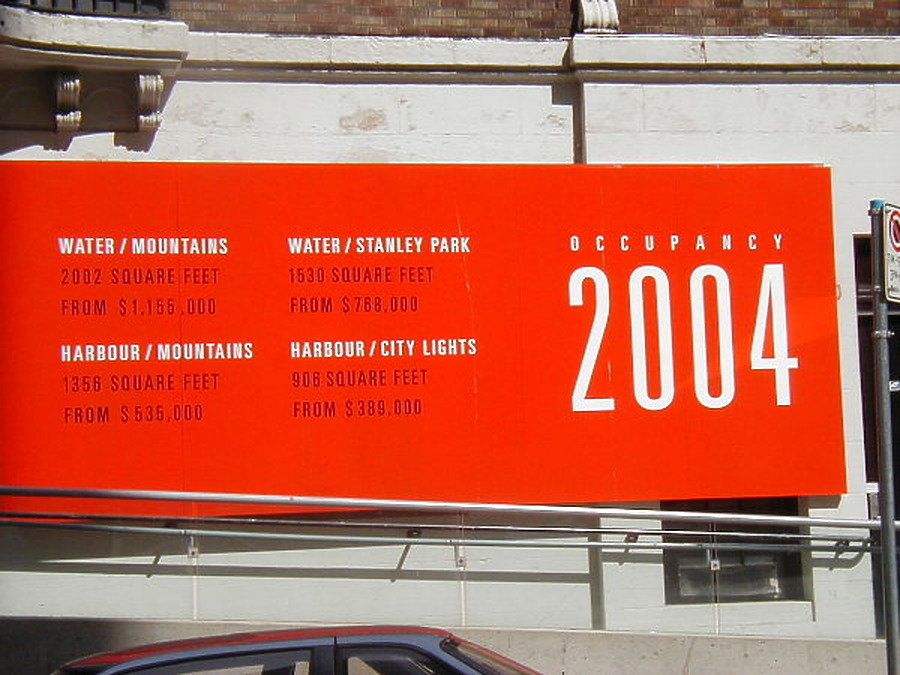 WATER / MOUNTAINS
2002 SQUARE FEET
FROM $1,155,000
HARBOUR / MOUNTAINS
1356 SQUARE FEET
FROM $535,000
WATER / STANLEY PARK
1530 SQUARE FEET
FROM $768,000
HARBOUR / CITY LIGHTS
908 SQUARE FEET
FROM $389,000
OCCUPANCY
2004